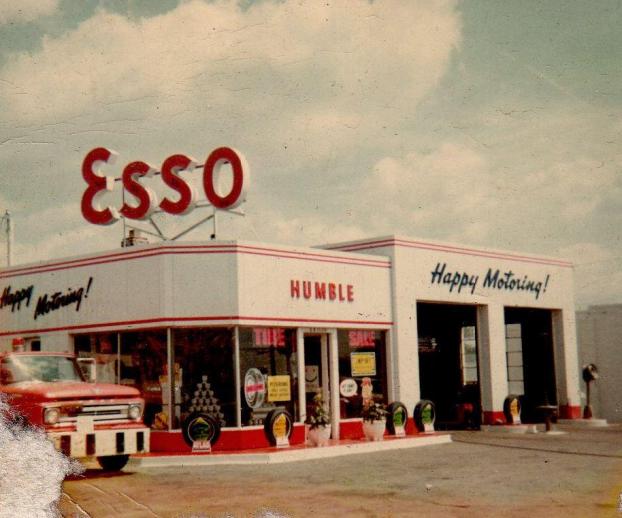 Esso
HUMBLE
Happy Motoring!
Happy Motoring!
TIRE SALE